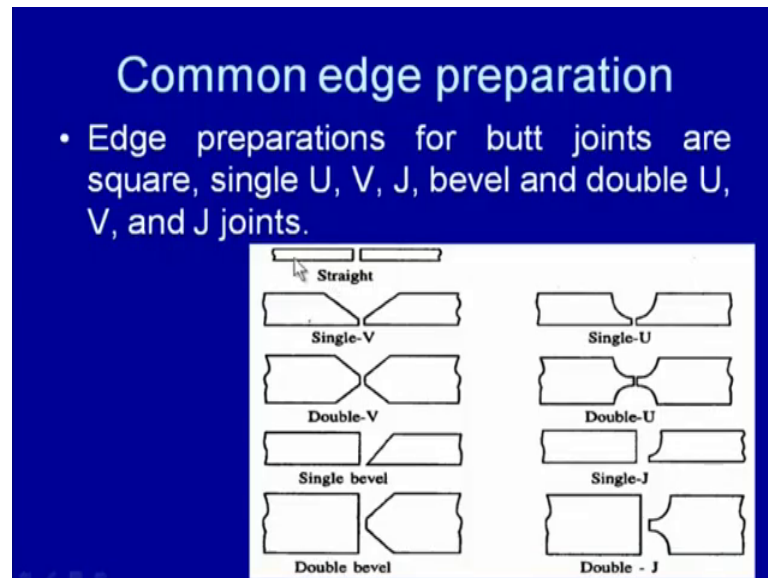 Common edge preparation
• Edge preparations for butt joints are
square, single U, V, J, bevel and double U,
V, and J joints.
Straight
Single-V
Single-U
Double-V
Double-U
Single bevel
Single-J
Double bevel
Double - J